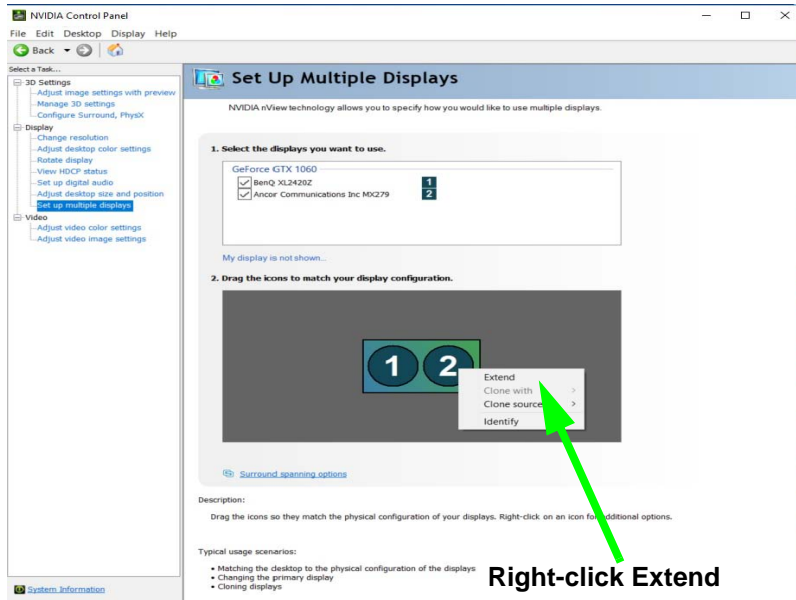 NVIDIA Control Panel
File Edit Desktop Display Help
Back
Select a Task...
3D Settings
Adjust image settings with preview
Manage 3D settings
Configure Surround, PhysX
Display
Change resolution
Adjust desktop color settings
Rotate display
View HDCP status
Set up digital audio
Adjust desktop size and position
Set up multiple displays
Video
Adjust video color settings
Adjust video image settings
System Information
Set Up Multiple Displays
NVIDIA nView technology allows you to specify how you would like to use multiple displays.
1. Select the displays you want to use.
GeForce GTX 1060
BenQ XL2420Z 1
Ancor Communications Inc MX279 2
My display is not shown...
2. Drag the icons to match your display configuration.
1 2
Extend
Clone with >
Clone source >
Identify
Surround spanning options
Description:
Drag the icons so they match the physical configuration of your displays. Right-click on an icon for additional options.
Typical usage scenarios:
• Matching the desktop to the physical configuration of the displays
• Changing the primary display
• Cloning displays
Right-click Extend